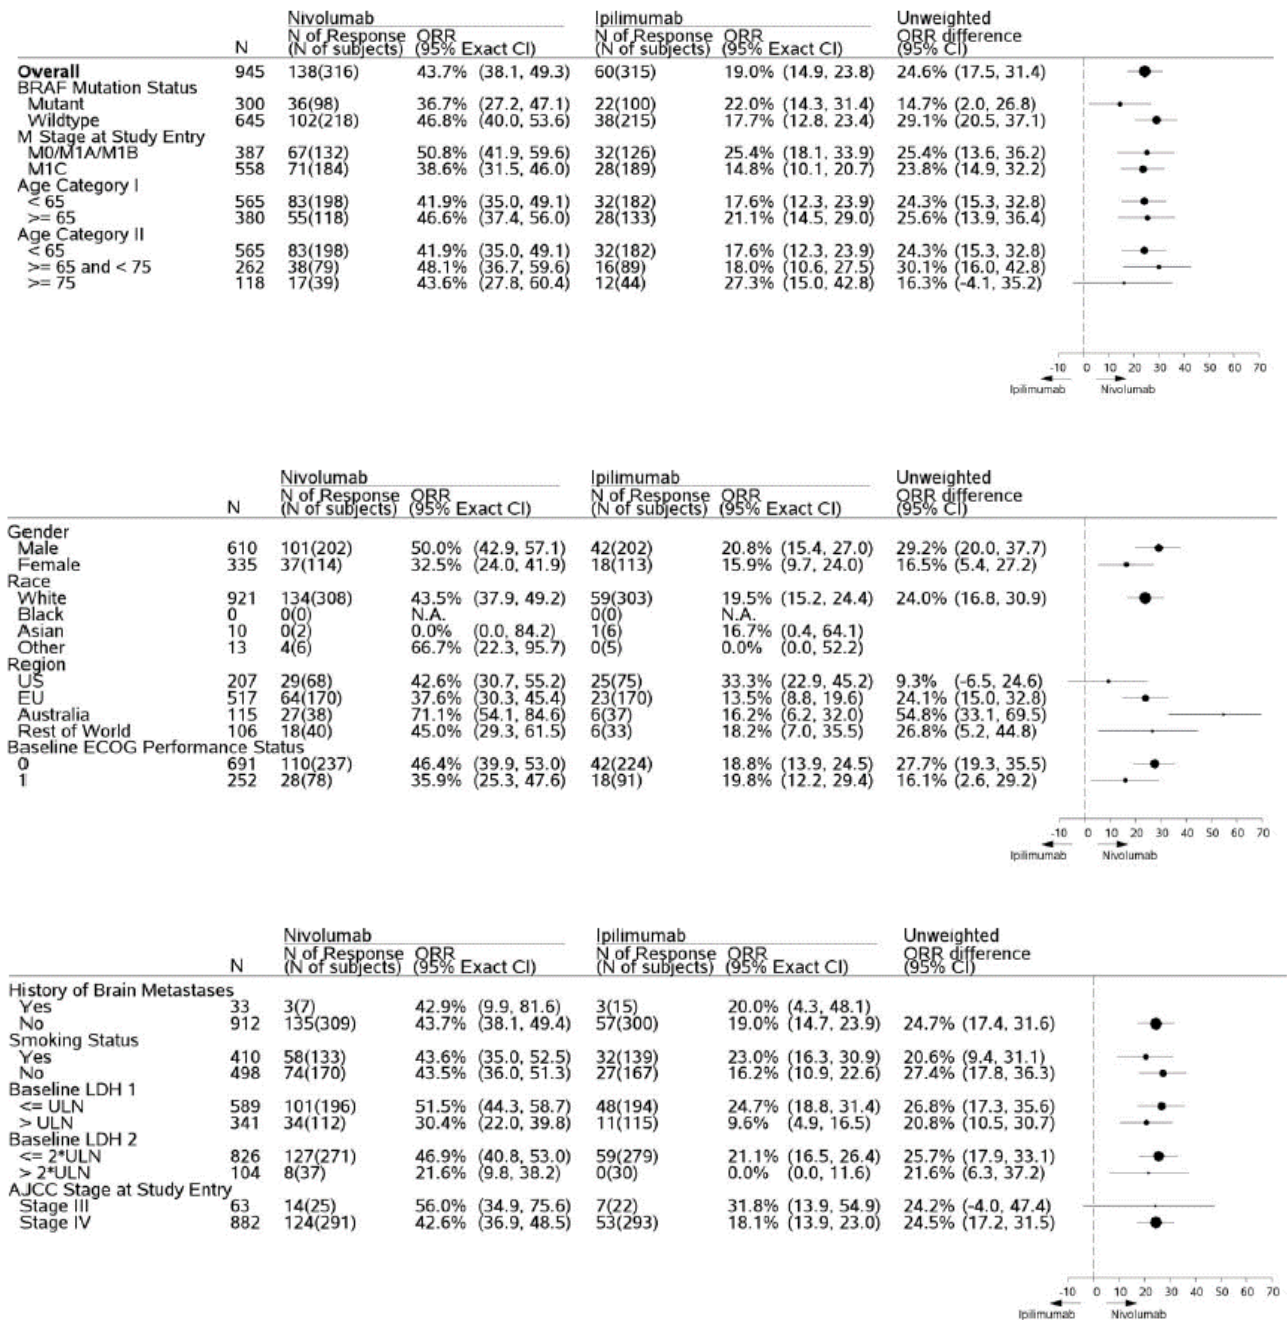 Nivolumab Ipilimumab Unweighted
N of Response ORR N of Response ORR ORR difference
N (N of subjects) (95% Exact CI) (N of subjects) (95% Exact CI) (95% CI)
Overall 945 138(316) 43.7% (38.1, 49.3) 60(315) 19.0% (14.9, 23.8) 24.6% (17.5, 31.4)
BRAF Mutation Status
Mutant 300 36(98) 36.7% (27.2, 47.1) 22(100) 22.0% (14.3, 31.4) 14.7% (2.0, 26.8)
Wildtype 645 102(218) 46.8% (40.0, 53.6) 38(215) 17.7% (12.8, 23.4) 29.1% (20.5, 37.1)
M Stage at Study Entry
M0/M1A/M1B 387 67(132) 50.8% (41.9, 59.6) 32(126) 25.4% (18.1, 33.9) 25.4% (13.6, 36.2)
M1C 558 71(184) 38.6% (31.5, 46.0) 28(189) 14.8% (10.1, 20.7) 23.8% (14.9, 32.2)
Age Category I
< 65 565 83(198) 41.9% (35.0, 49.1) 32(182) 17.6% (12.3, 23.9) 24.3% (15.3, 32.8)
>= 65 380 55(118) 46.6% (37.4, 56.0) 28(133) 21.1% (14.5, 29.0) 25.6% (13.9, 36.4)
Age Category II
< 65 565 83(198) 41.9% (35.0, 49.1) 32(182) 17.6% (12.3, 23.9) 24.3% (15.3, 32.8)
>= 65 and < 75 262 38(79) 48.1% (36.7, 59.6) 16(89) 18.0% (10.6, 27.5) 30.1% (16.0, 42.8)
>= 75 118 17(39) 43.6% (27.8, 60.4) 12(44) 27.3% (15.0, 42.8) 16.3% (-4.1, 35.2)
-10 0 10 20 30 40 50 60 70
Ipilimumab Nivolumab
Nivolumab Ipilimumab Unweighted
N of Response ORR N of Response ORR ORR difference
N (N of subjects) (95% Exact CI) (N of subjects) (95% Exact CI) (95% CI)
Gender
Male 610 101(202) 50.0% (42.9, 57.1) 42(202) 20.8% (15.4, 27.0) 29.2% (20.0, 37.7)
Female 335 37(114) 32.5% (24.0, 41.9) 18(113) 15.9% (9.7, 24.0) 16.5% (5.4, 27.2)
Race
White 921 134(308) 43.5% (37.9, 49.2) 59(303) 19.5% (15.2, 24.4) 24.0% (16.8, 30.9)
Black 0 0(0) N.A. 0(0) N.A.
Asian 10 0(2) 0.0% (0.0, 84.2) 1(6) 16.7% (0.4, 64.1)
Other 13 4(6) 66.7% (22.3, 95.7) 0(5) 0.0% (0.0, 52.2)
Region
US 207 29(68) 42.6% (30.7, 55.2) 25(75) 33.3% (22.9, 45.2) 9.3% (-6.5, 24.6)
EU 517 64(170) 37.6% (30.3, 45.4) 23(170) 13.5% (8.8, 19.6) 24.1% (15.0, 32.8)
Australia 115 27(38) 71.1% (54.1, 84.6) 6(37) 16.2% (6.2, 32.0) 54.8% (33.1, 69.5)
Rest of World 106 18(40) 45.0% (29.3, 61.5) 6(33) 18.2% (7.0, 35.5) 26.8% (5.2, 44.8)
Baseline ECOG Performance Status
0 691 110(237) 46.4% (39.9, 53.0) 42(224) 18.8% (13.9, 24.5) 27.7% (19.3, 35.5)
1 252 28(78) 35.9% (25.3, 47.6) 18(91) 19.8% (12.2, 29.4) 16.1% (2.6, 29.2)
-10 0 10 20 30 40 50 60 70
Ipilimumab Nivolumab
Nivolumab Ipilimumab Unweighted
N of Response ORR N of Response ORR ORR difference
N (N of subjects) (95% Exact CI) (N of subjects) (95% Exact CI) (95% CI)
History of Brain Metastases
Yes 33 3(7) 42.9% (9.9, 81.6) 3(15) 20.0% (4.3, 48.1)
No 912 135(309) 43.7% (38.1, 49.4) 57(300) 19.0% (14.7, 23.9) 24.7% (17.4, 31.6)
Smoking Status
Yes 410 58(133) 43.6% (35.0, 52.5) 32(139) 23.0% (16.3, 30.9) 20.6% (9.4, 31.1)
No 498 74(170) 43.5% (36.0, 51.3) 27(167) 16.2% (10.9, 22.6) 27.4% (17.8, 36.3)
Baseline LDH 1
<= ULN 589 101(196) 51.5% (44.3, 58.7) 48(194) 24.7% (18.8, 31.4) 26.8% (17.3, 35.6)
> ULN 341 34(112) 30.4% (22.0, 39.8) 11(115) 9.6% (4.9, 16.5) 20.8% (10.5, 30.7)
Baseline LDH 2
<= 2*ULN 826 127(271) 46.9% (40.8, 53.0) 59(279) 21.1% (16.5, 26.4) 25.7% (17.9, 33.1)
> 2*ULN 104 8(37) 21.6% (9.8, 38.2) 0(30) 0.0% (0.0, 11.6) 21.6% (6.3, 37.2)
AJCC Stage at Study Entry
Stage III 63 14(25) 56.0% (34.9, 75.6) 7(22) 31.8% (13.9, 54.9) 24.2% (-4.0, 47.4)
Stage IV 882 124(291) 42.6% (36.9, 48.5) 53(293) 18.1% (13.9, 23.0) 24.5% (17.2, 31.5)
-10 0 10 20 30 40 50 60 70
Ipilimumab Nivolumab